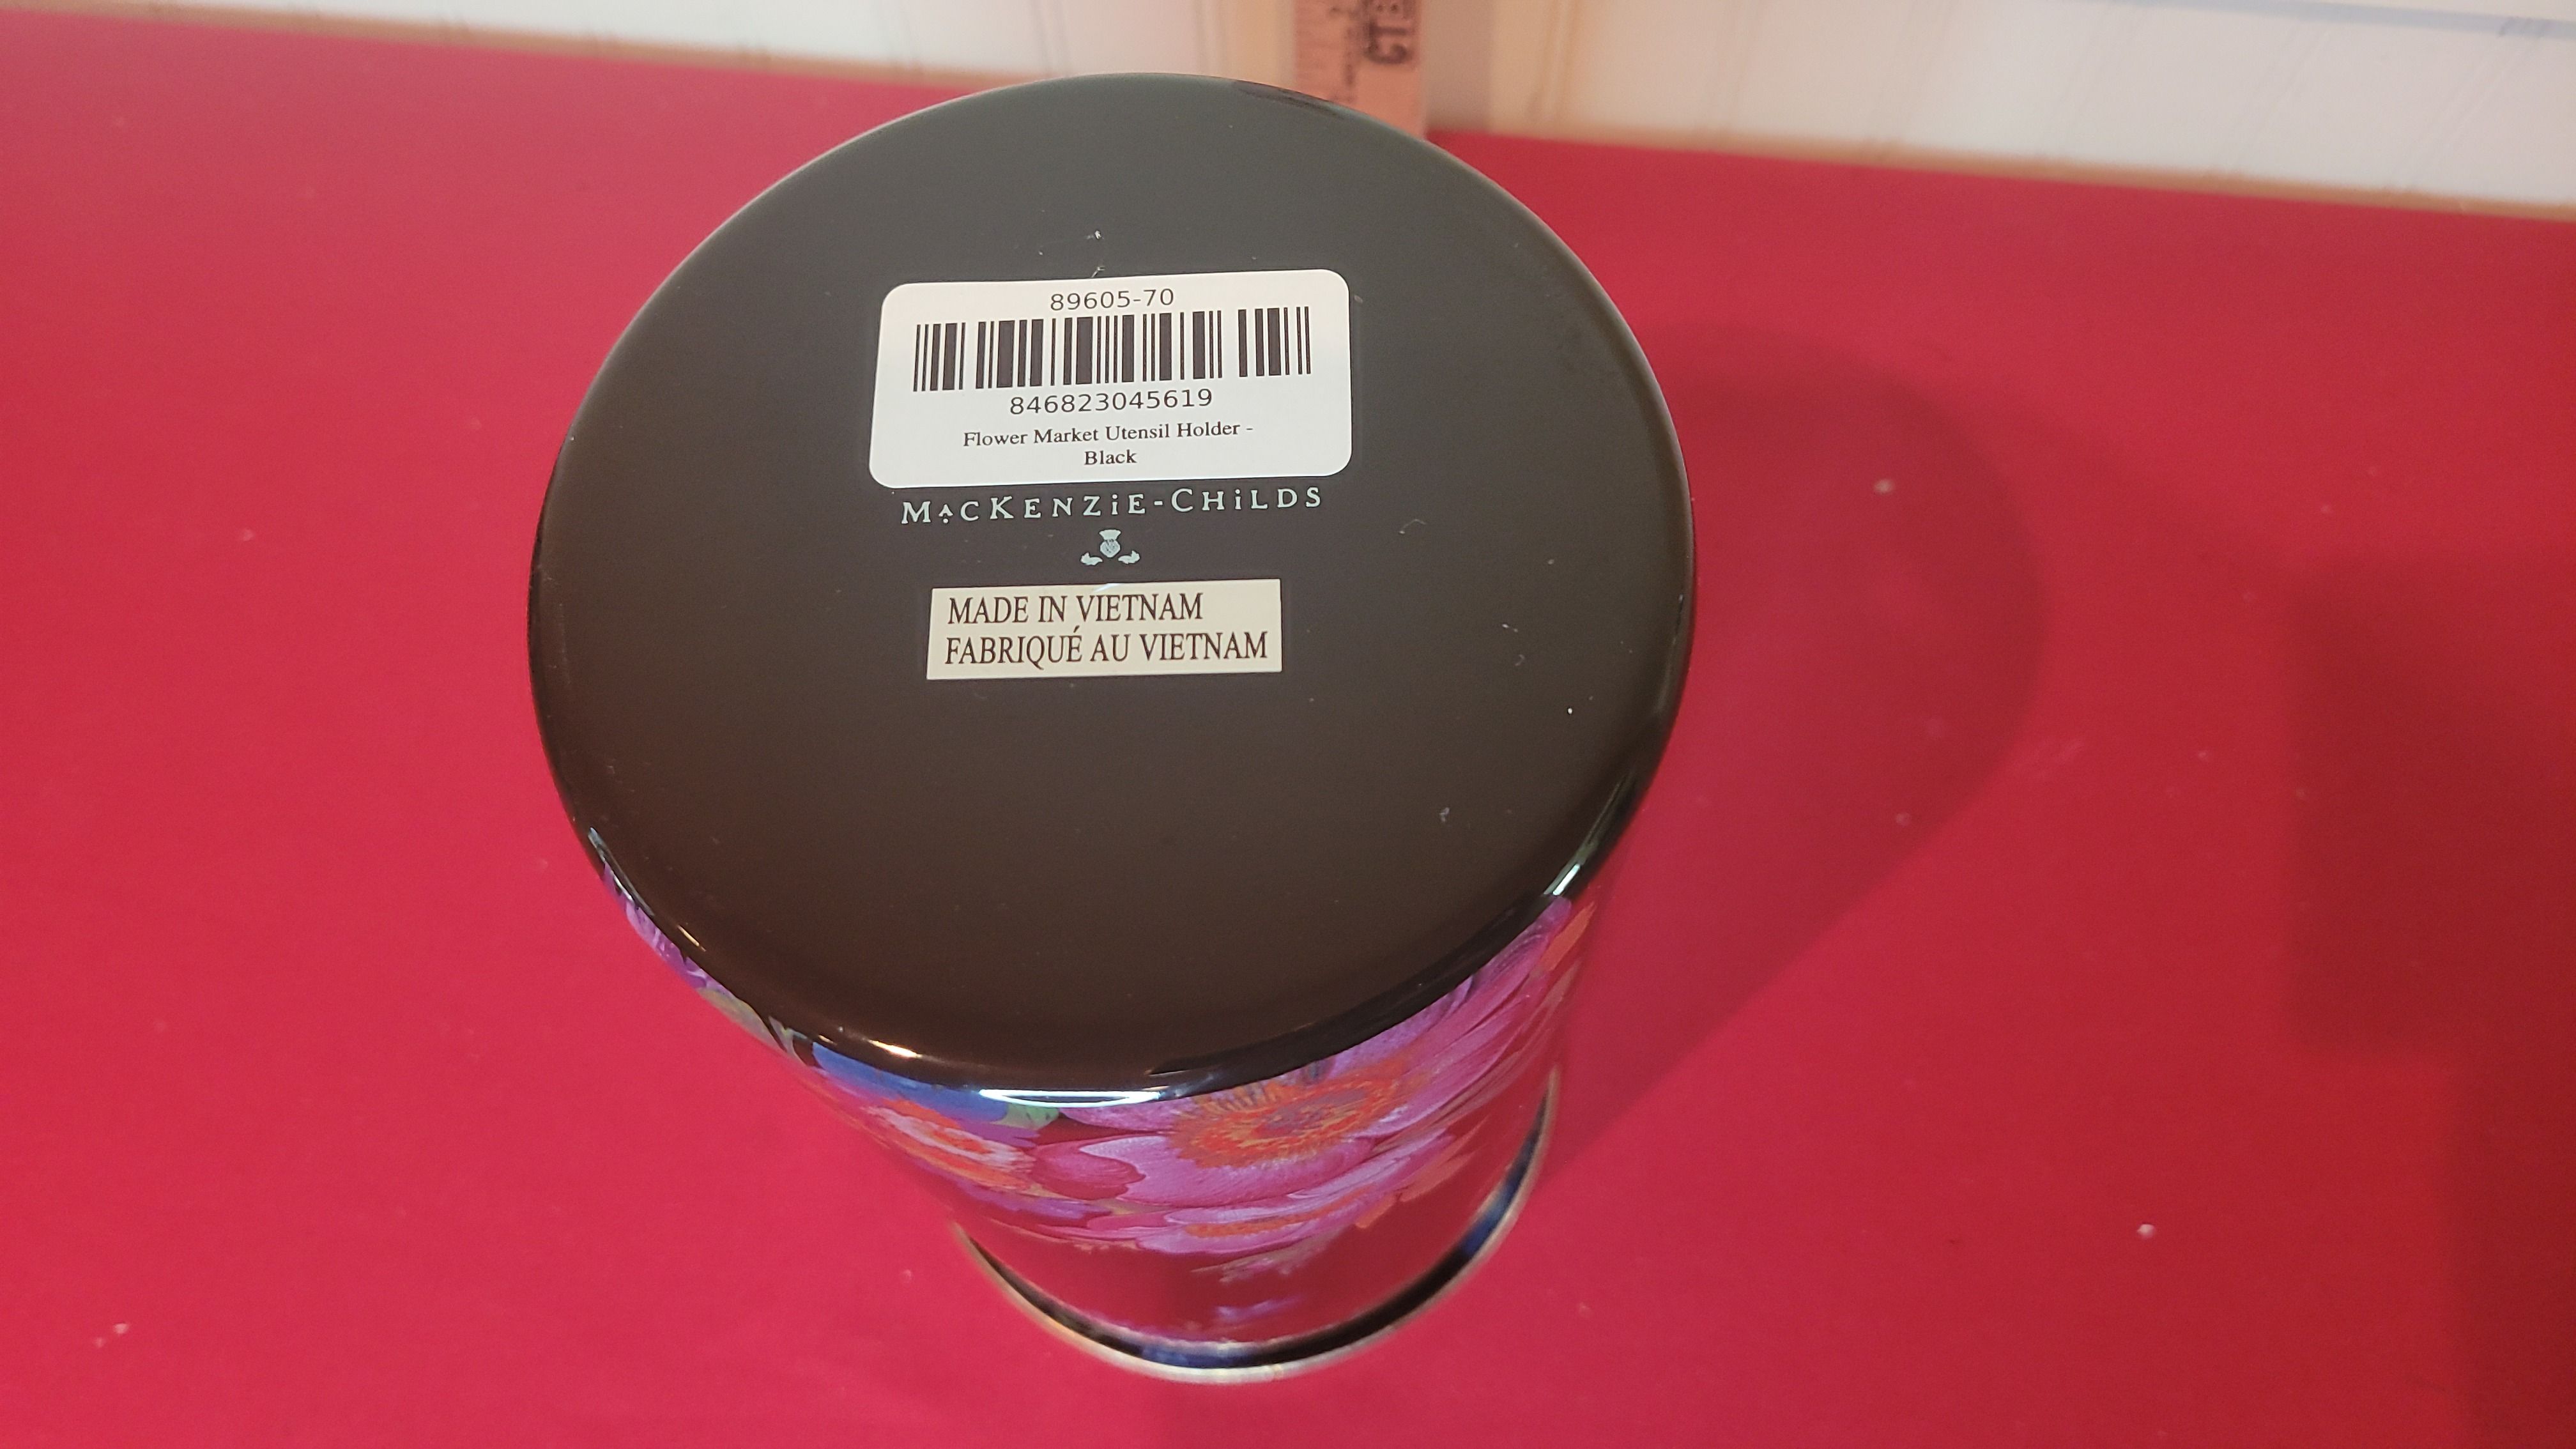 89605-70
846823045619
Flower Market Utensil Holder -
Black
MACKENZiE-CHiLDS
MADE IN VIETNAM
FABRIQUÉ AU VIETNAM